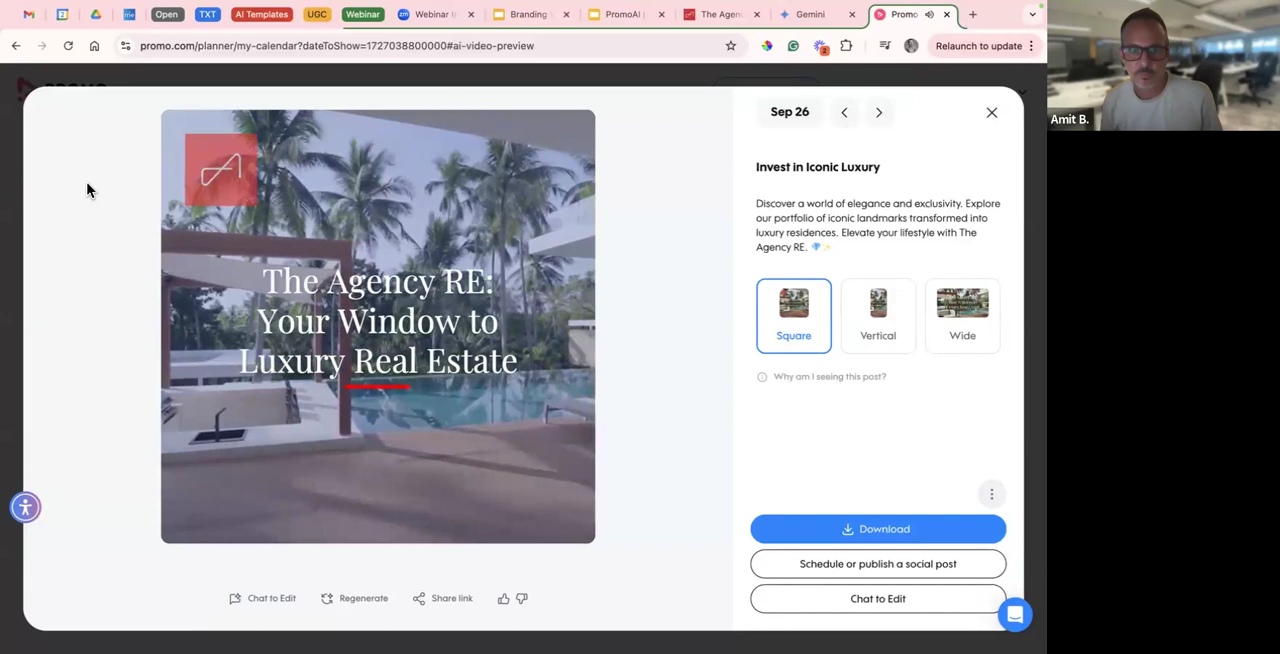 Open
TXT
AI Templates
UGC
Webinar
Webinar
Branding
PromoAI
The Agen
Gemini
Promo
promo.com/planner/my-calendar?dateToShow=1727038800000#ai-video-preview
Relaunch to update
Amit B.
The Agency RE:
Your Window to
Luxury Real Estate
Sep 26
Invest in Iconic Luxury
Discover a world of elegance and exclusivity. Explore
our portfolio of iconic landmarks transformed into
luxury residences. Elevate your lifestyle with The
Agency RE. 💎✨
Square
Vertical
Wide
Why am I seeing this post?
Download
Schedule or publish a social post
Chat to Edit
Chat to Edit
Regenerate
Share link